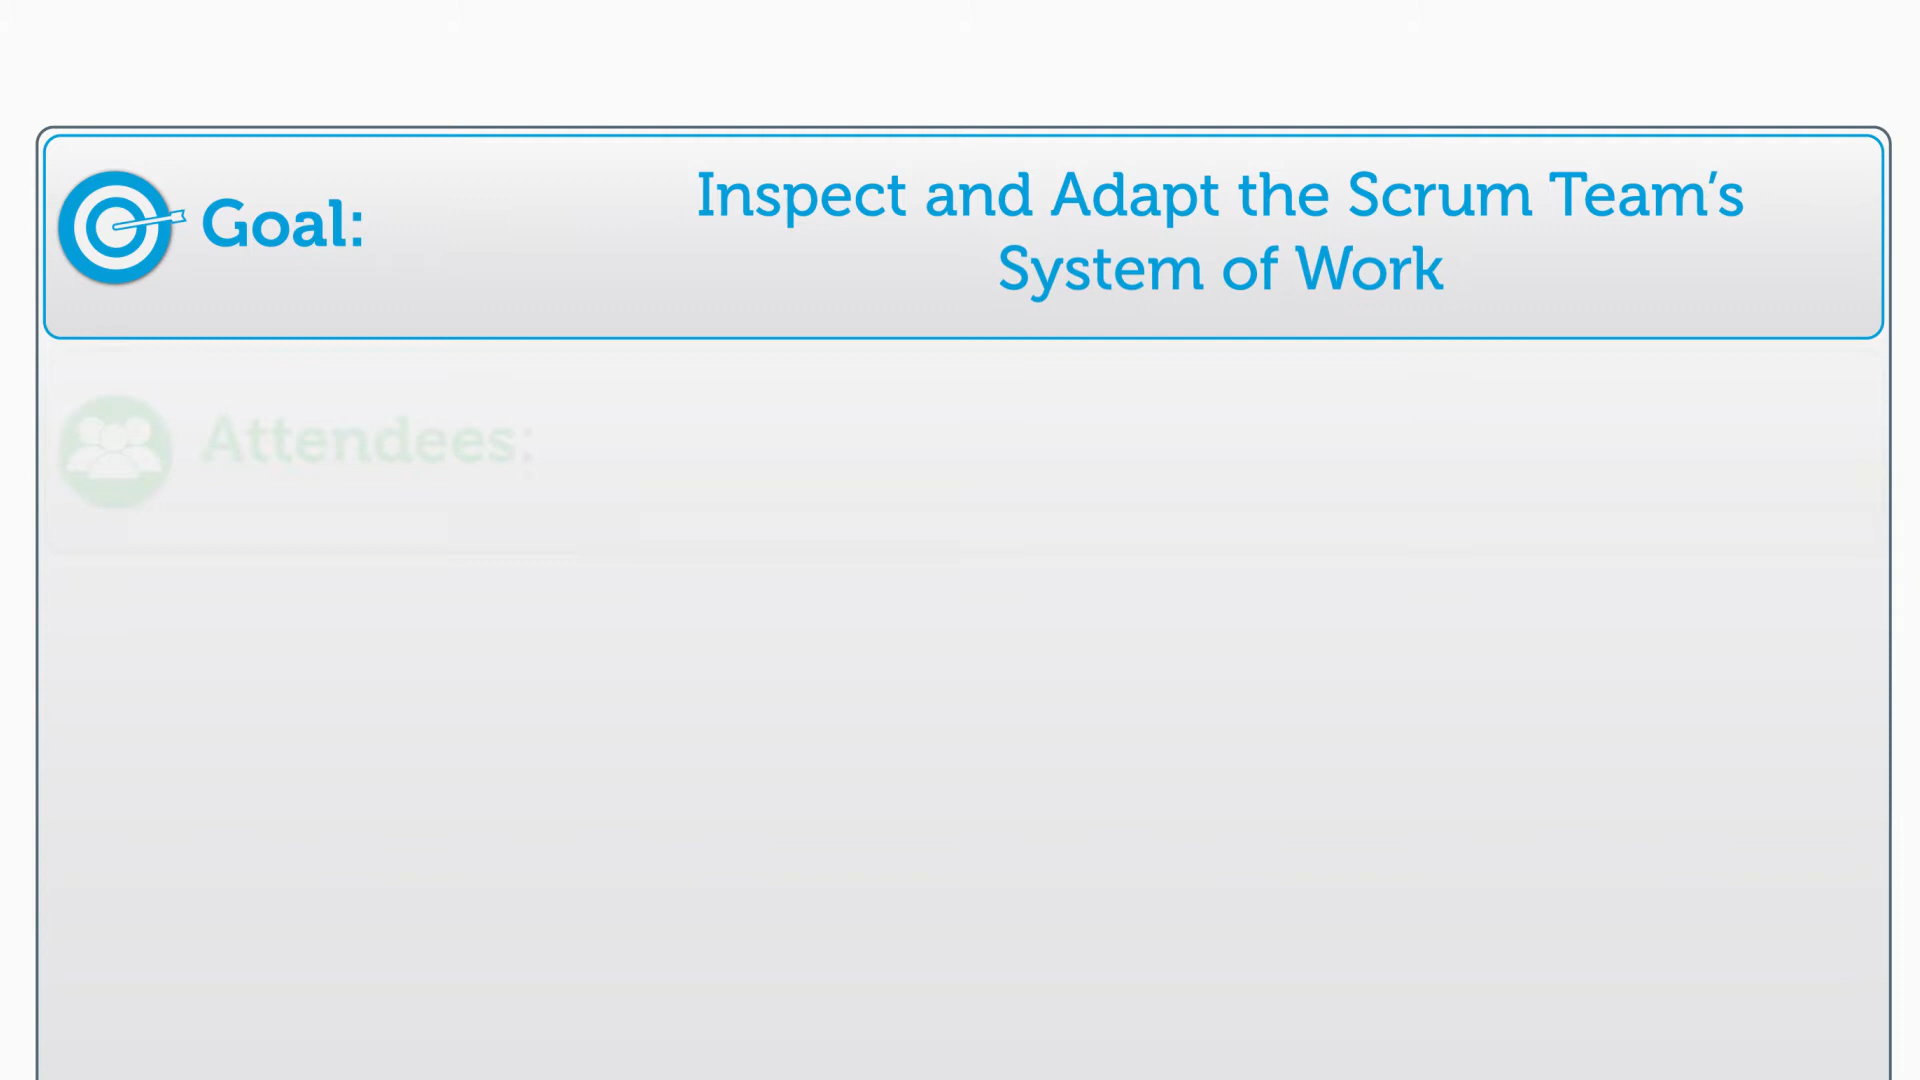 Goal:
Inspect and Adapt the Scrum Team's
System of Work
Attendees: